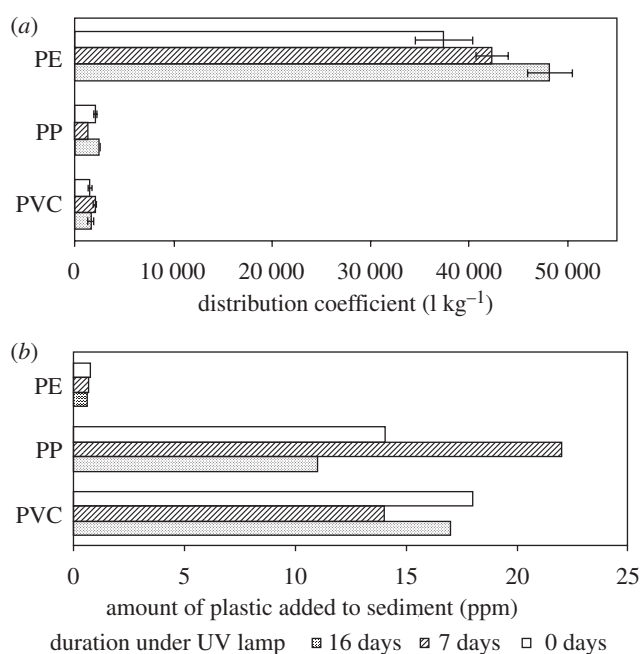 (a)
PE
PP
PVC
0 10 000 20 000 30 000 40 000 50 000
distribution coefficient (l kg⁻¹)
(b)
PE
PP
PVC
0 5 10 15 20 25
amount of plastic added to sediment (ppm)
duration under UV lamp 16 days 7 days 0 days